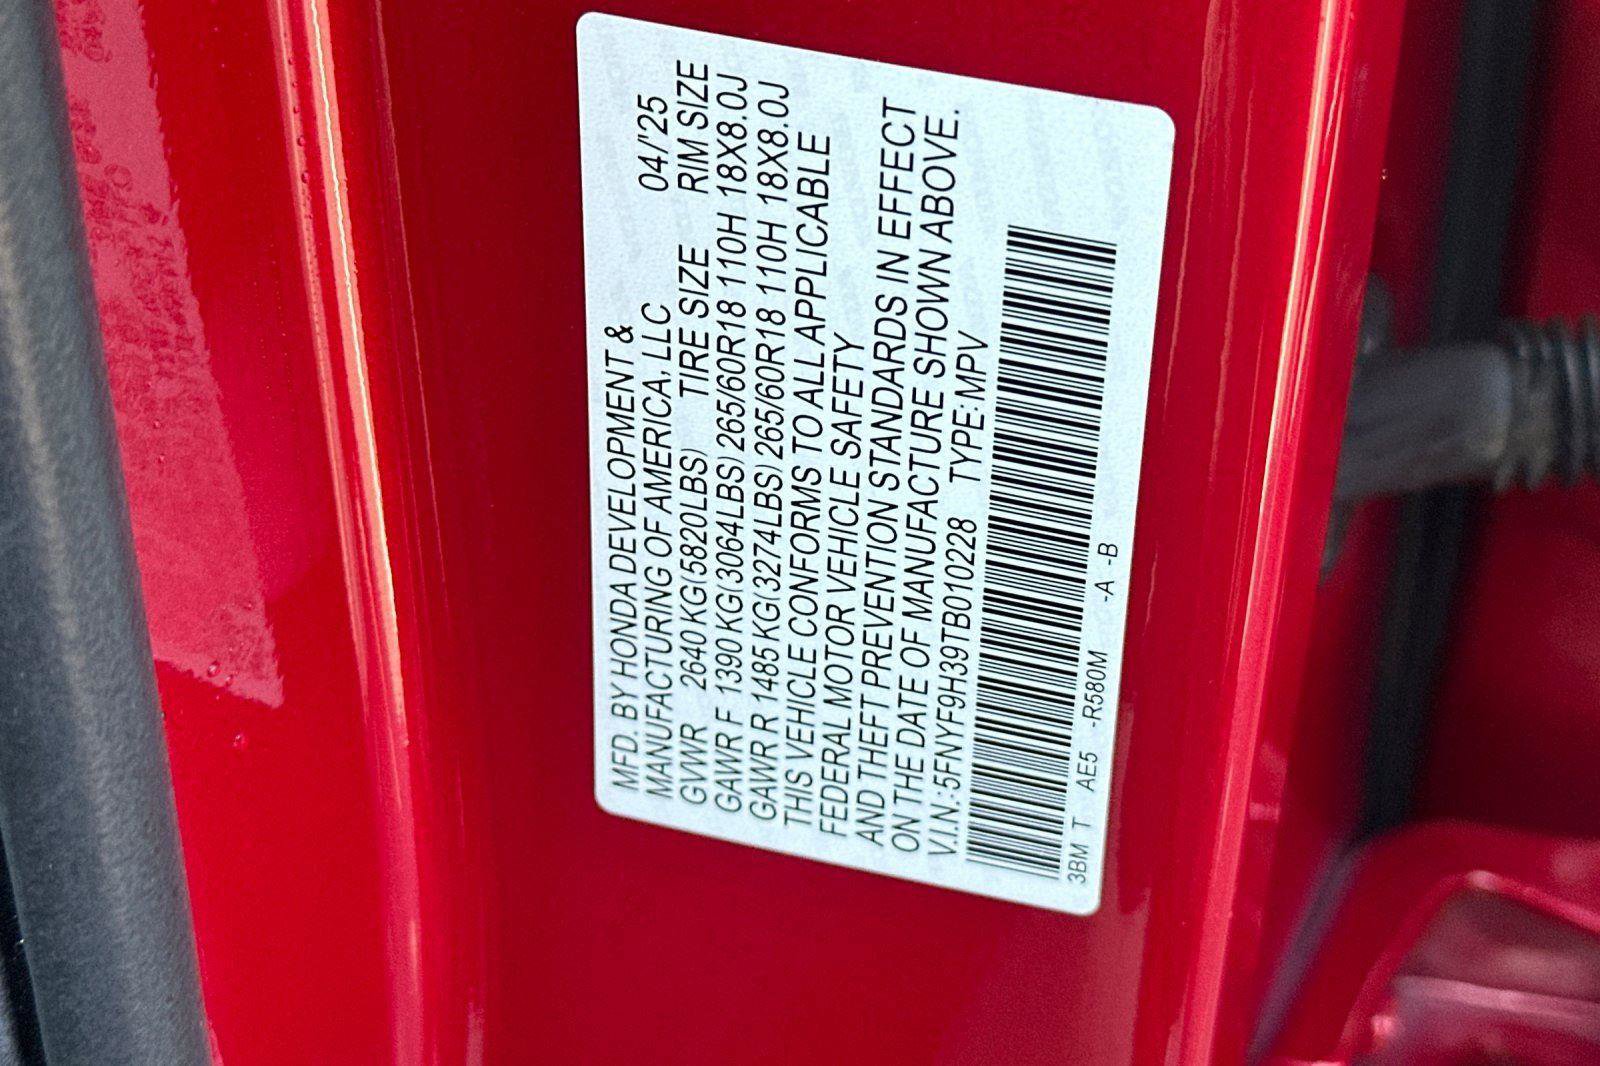 MFD. BY HONDA DEVELOPMENT &
MANUFACTURING OF AMERICA, LLC 04/'25
GVWR 2640 KG(5820LBS) TIRE SIZE RIM SIZE
GAWR F 1390 KG(3064LBS) 265/60R18 110H 18X8.0J
GAWR R 1485 KG(3274LBS) 265/60R18 110H 18X8.0J
THIS VEHICLE CONFORMS TO ALL APPLICABLE
FEDERAL MOTOR VEHICLE SAFETY
AND THEFT PREVENTION STANDARDS IN EFFECT
ON THE DATE OF MANUFACTURE SHOWN ABOVE.
V.I.N.:5FNYF9H39TB010228 TYPE:MPV
3BM T AE5 -R580M -A -B